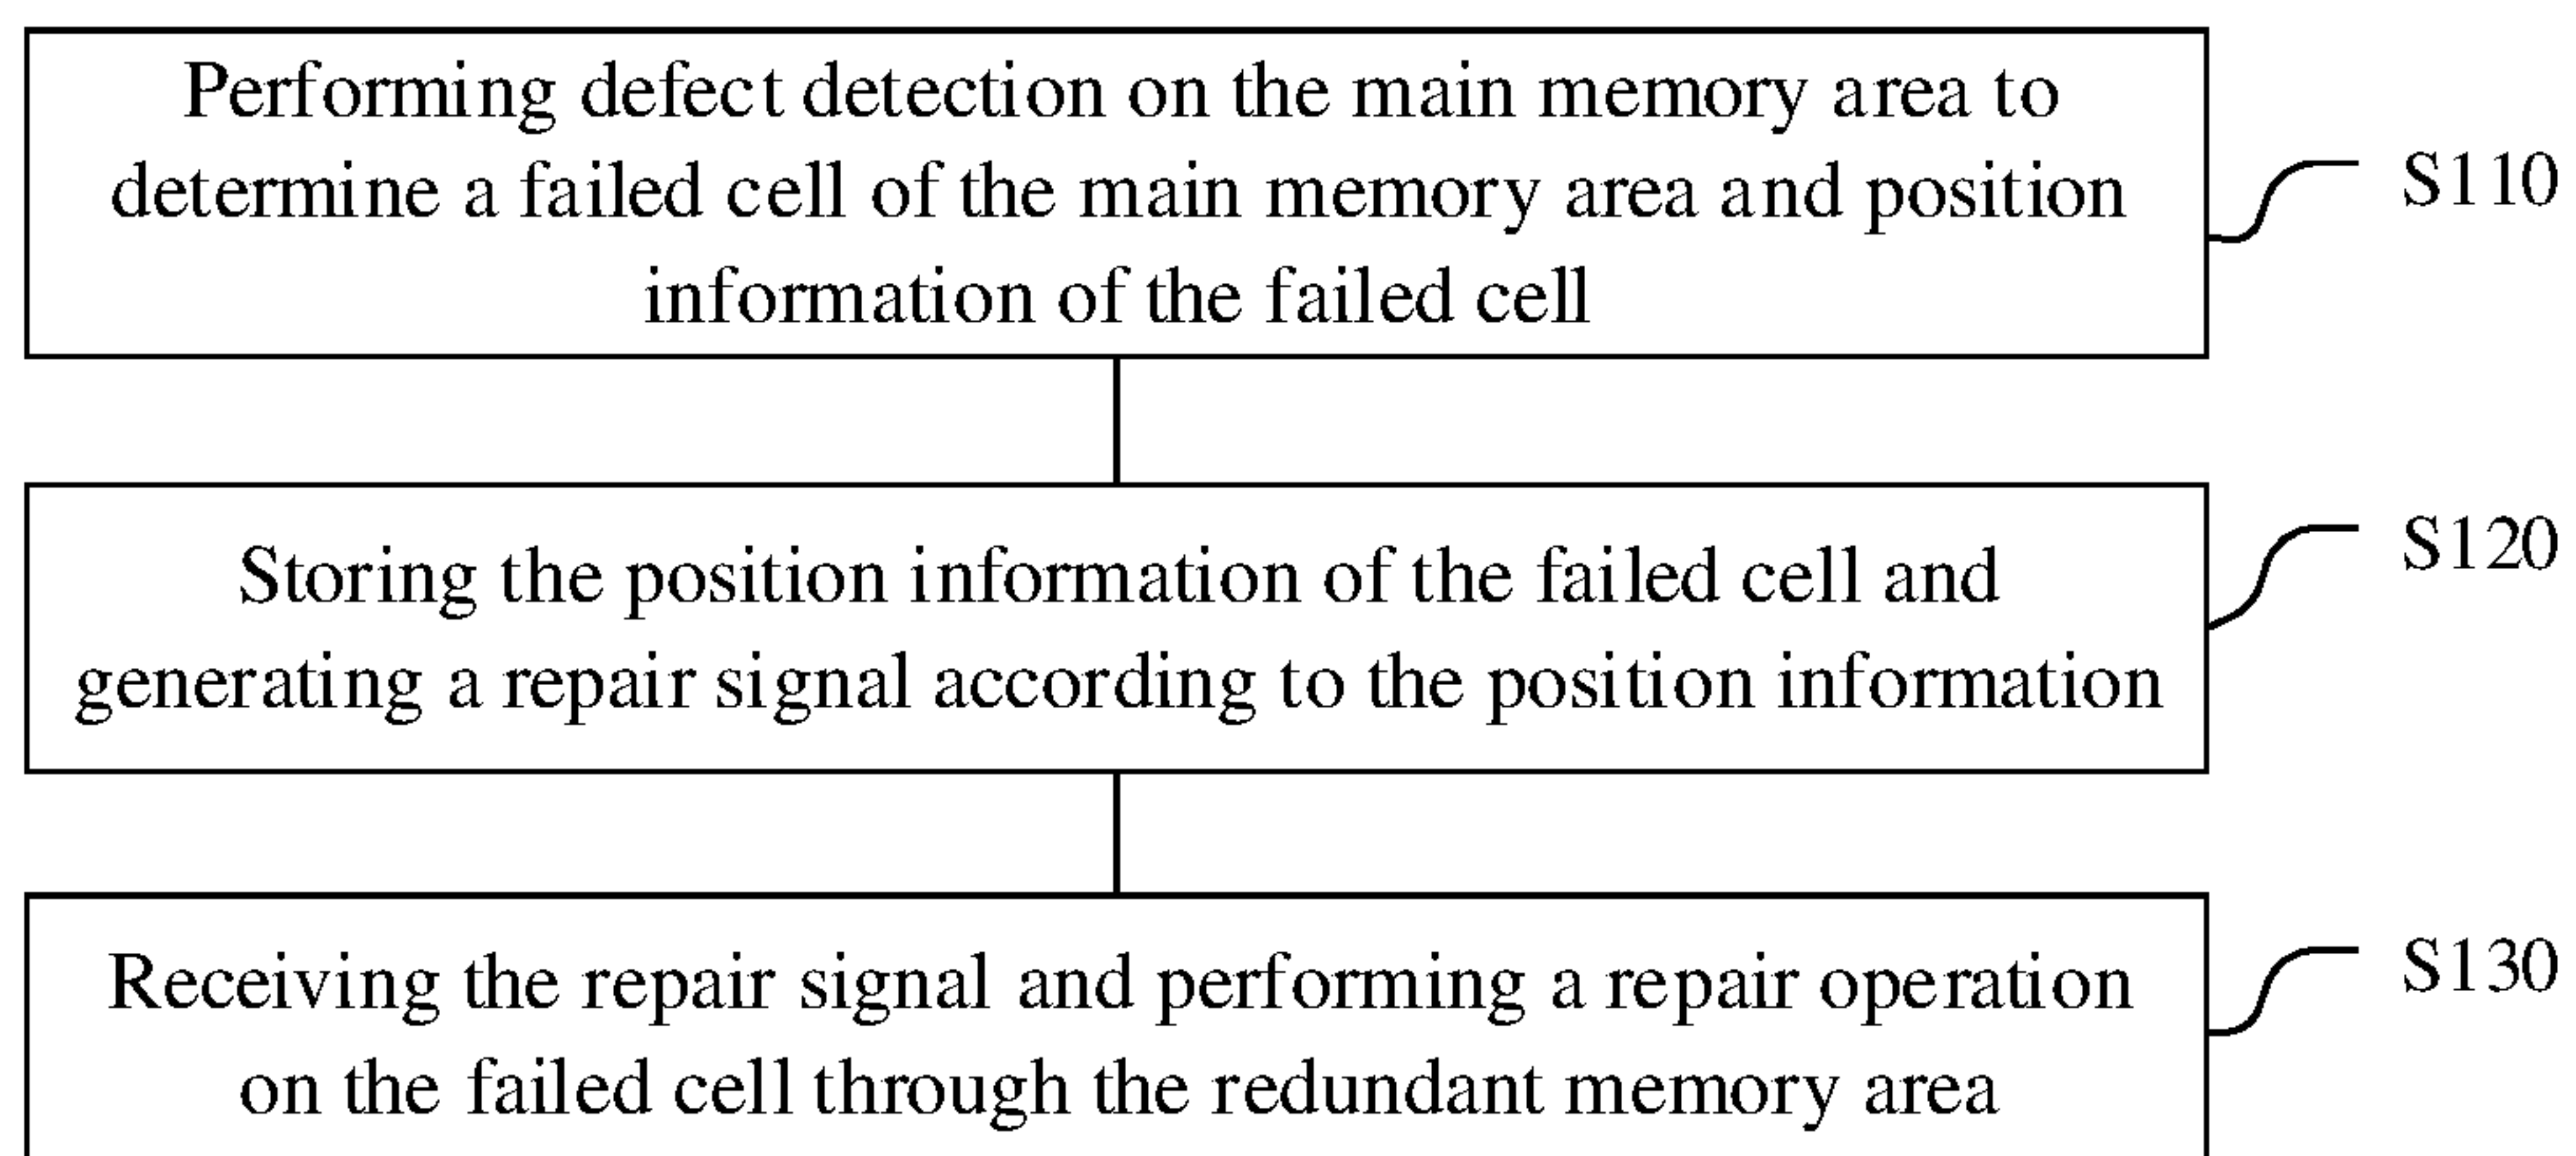 Performing defect detection on the main memory area to
determine a failed cell of the main memory area and position
information of the failed cell
S110
Storing the position information of the failed cell and
generating a repair signal according to the position information
S120
Receiving the repair signal and performing a repair operation
on the failed cell through the redundant memory area
S130